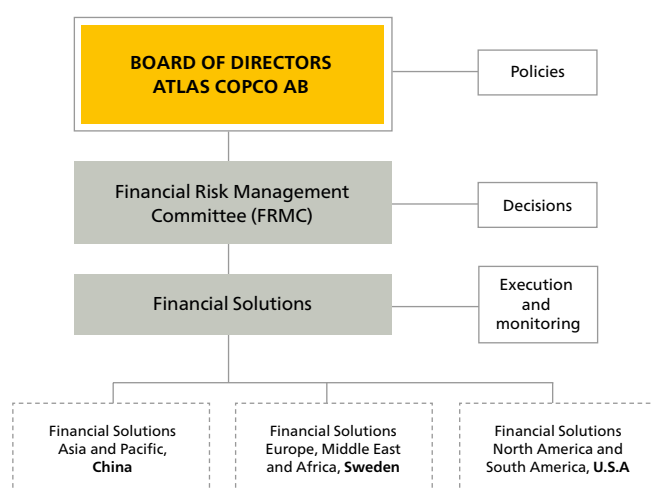 BOARD OF DIRECTORS
ATLAS COPCO AB
Policies
Financial Risk Management
Committee (FRMC)
Decisions
Financial Solutions
Execution
and
monitoring
Financial Solutions
Asia and Pacific,
China
Financial Solutions
Europe, Middle East
and Africa, Sweden
Financial Solutions
North America and
South America, U.S.A